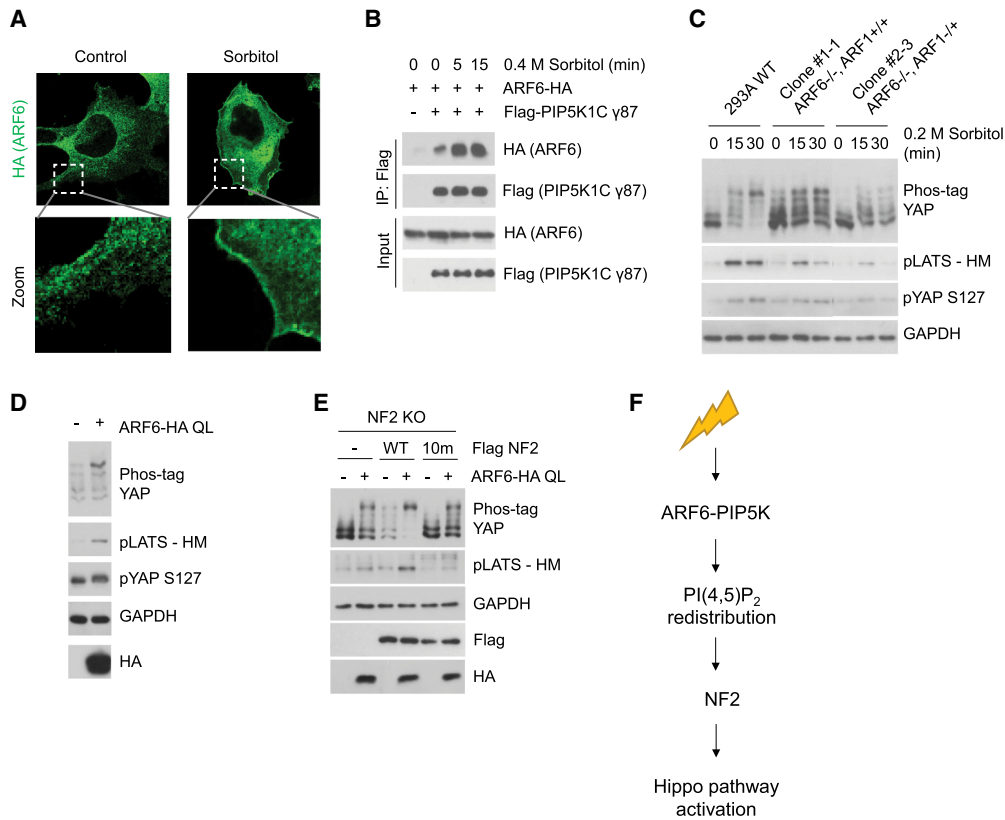 A
Control
Sorbitol
HA (ARF6)
Zoom
B
0 0 5 15 0.4 M Sorbitol (min)
+ + + + ARF6-HA
- + + + Flag-PIP5K1C γ87
IP: Flag
HA (ARF6)
Flag (PIP5K1C γ87)
Input
HA (ARF6)
Flag (PIP5K1C γ87)
C
293A WT
Clone #1-1
ARF6-/-, ARF1+/+
Clone #2-3
ARF6-/-, ARF1-/+
0 15 30 0 15 30 0 15 30 0.2 M Sorbitol
(min)
Phos-tag
YAP
pLATS - HM
pYAP S127
GAPDH
D
- + ARF6-HA QL
Phos-tag
YAP
pLATS - HM
pYAP S127
GAPDH
HA
E
NF2 KO
- WT 10m Flag NF2
- + - + - + ARF6-HA QL
Phos-tag
YAP
pLATS - HM
GAPDH
Flag
HA
F
ARF6-PIP5K
PI(4,5)P₂
redistribution
NF2
Hippo pathway
activation